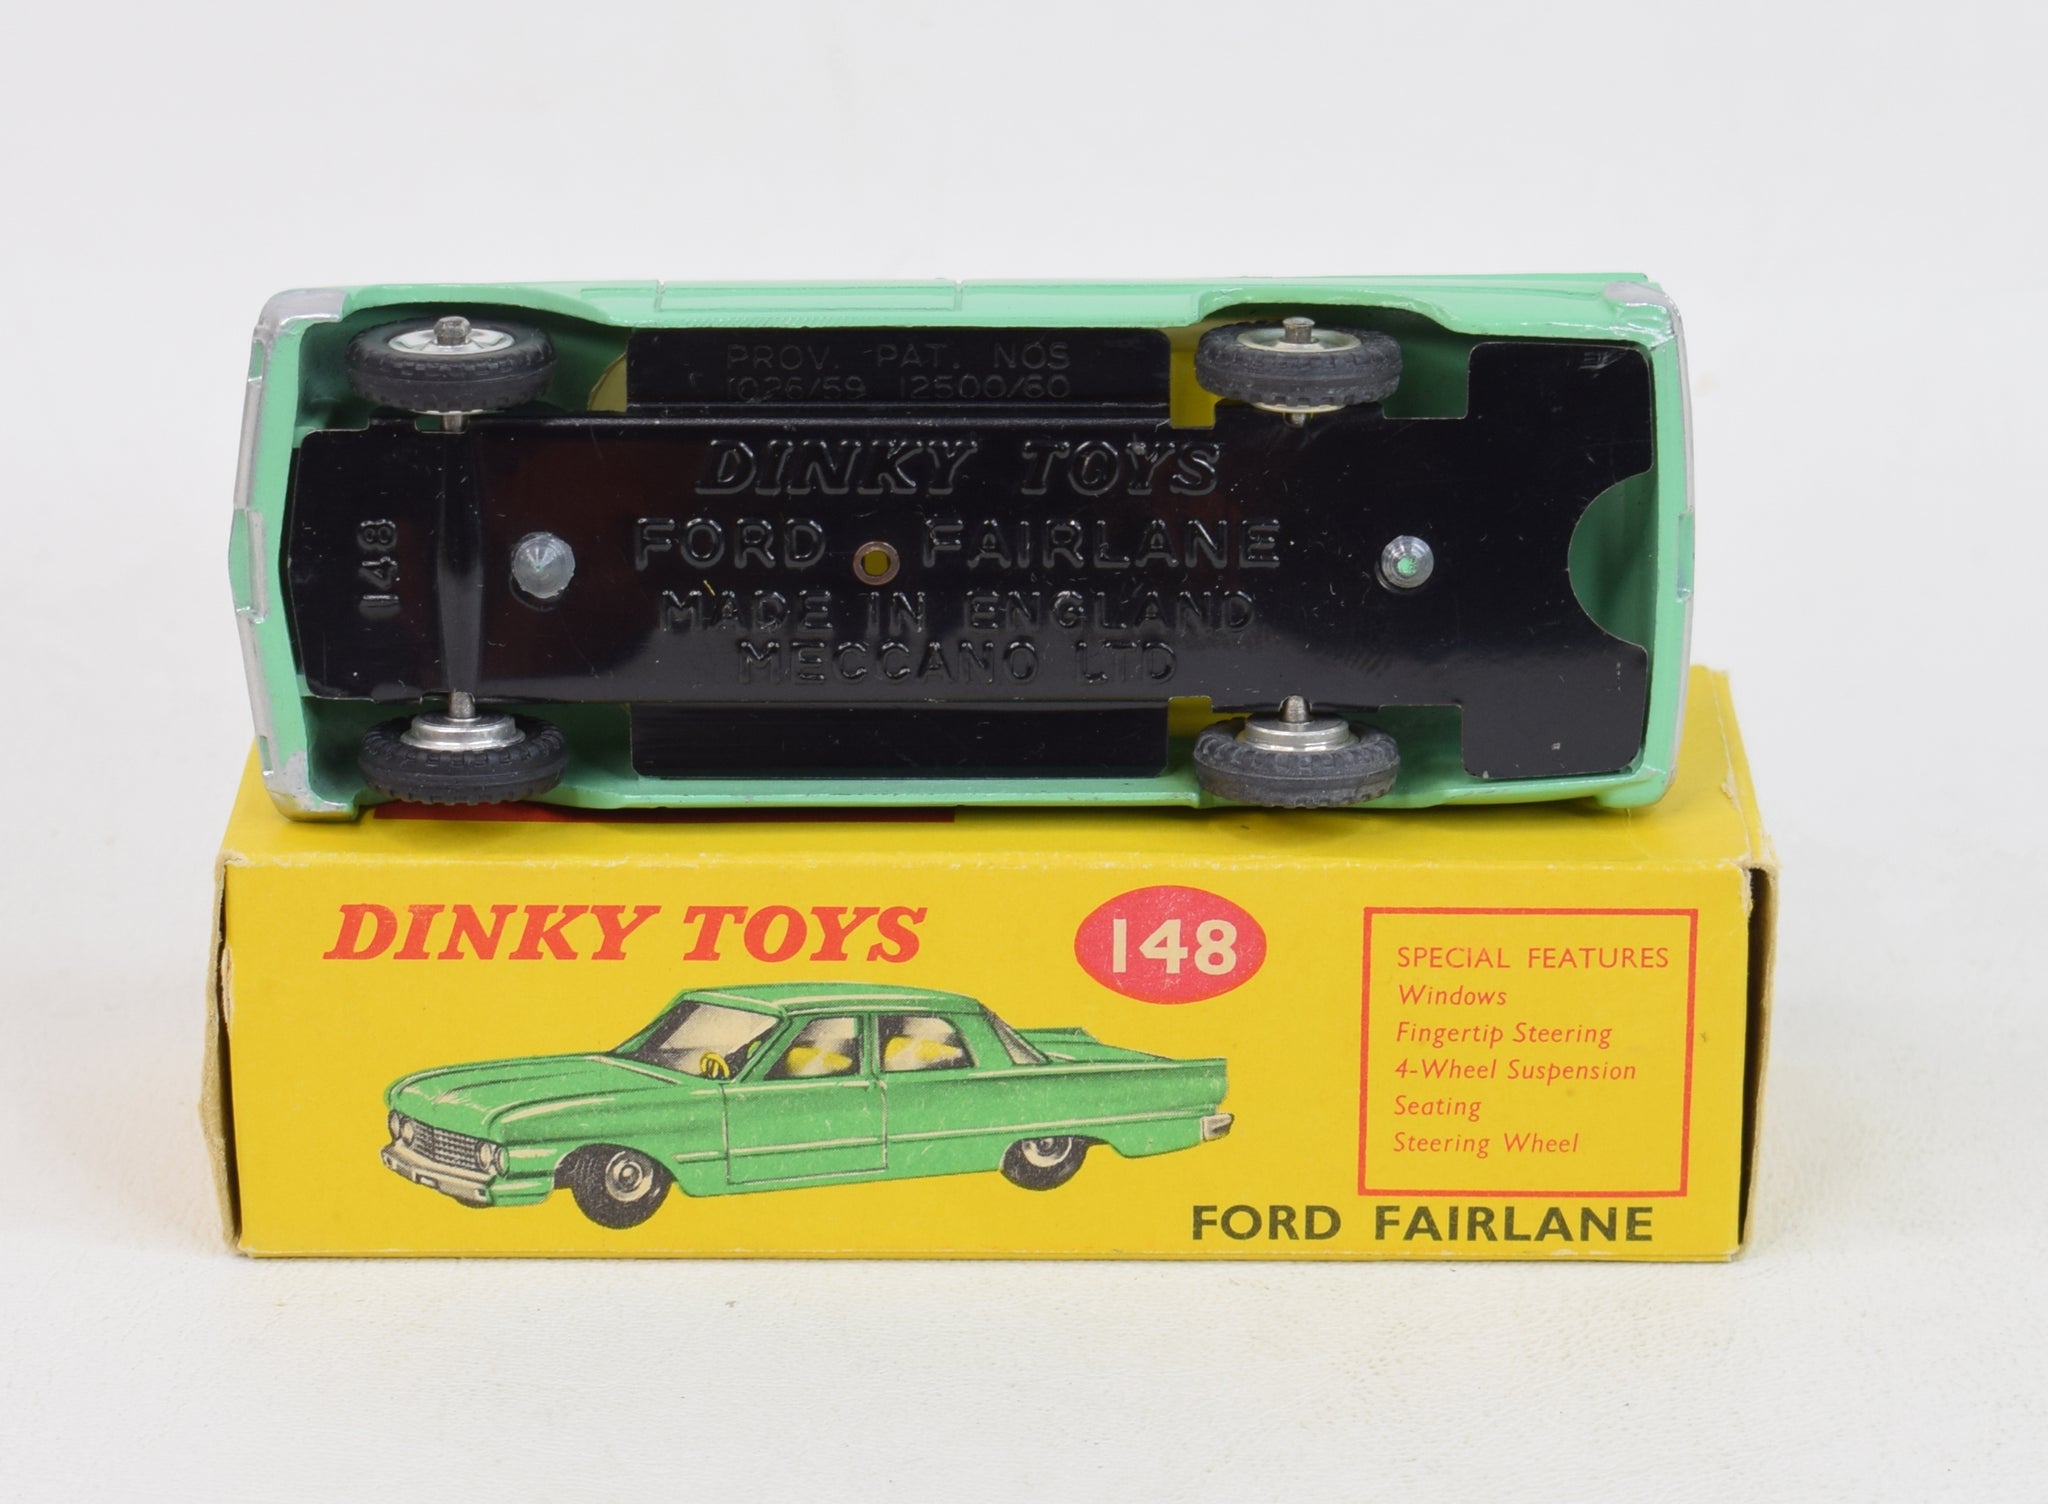 PROV. PAT. NOS
1026/59 12500/60
DINKY TOYS
FORD FAIRLANE
148
MADE IN ENGLAND
MECCANO LTD
DINKY TOYS
148
SPECIAL FEATURES
Windows
Fingertip Steering
4-Wheel Suspension
Seating
Steering Wheel
FORD FAIRLANE